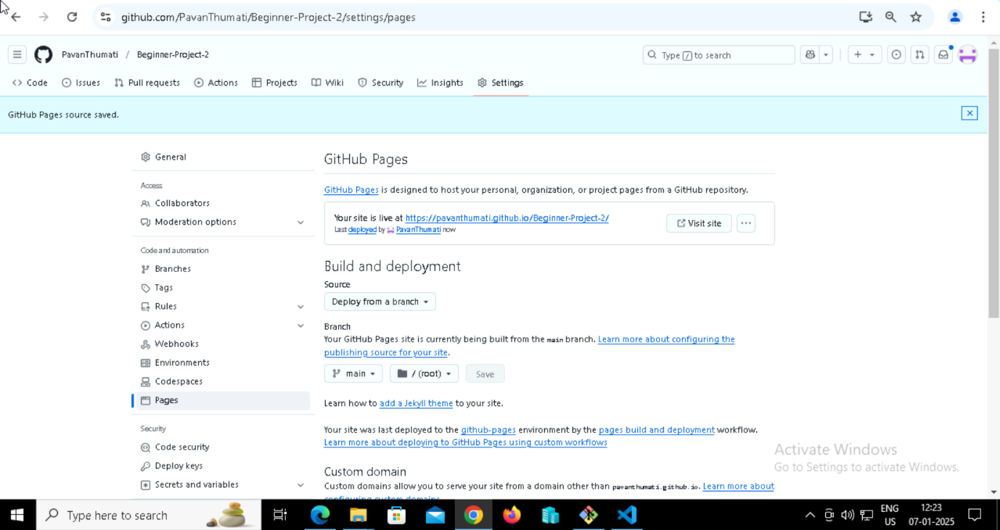 github.com/PavanThumati/Beginner-Project-2/settings/pages
PavanThumati / Beginner-Project-2
Type / to search
Code Issues Pull requests Actions Projects Wiki Security Insights Settings
GitHub Pages source saved.
General
Access
Collaborators
Moderation options
Code and automation
Branches
Tags
Rules
Actions
Webhooks
Environments
Codespaces
Pages
Security
Code security
Deploy keys
Secrets and variables
GitHub Pages
GitHub Pages is designed to host your personal, organization, or project pages from a GitHub repository.
Your site is live at https://pavanthumati.github.io/Beginner-Project-2/
Last deployed by PavanThumati now
Visit site
Build and deployment
Source
Deploy from a branch
Branch
Your GitHub Pages site is currently being built from the main branch. Learn more about configuring the
publishing source for your site.
main / (root) Save
Learn how to add a Jekyll theme to your site.
Your site was last deployed to the github-pages environment by the pages build and deployment workflow.
Learn more about deploying to GitHub Pages using custom workflows
Custom domain
Custom domains allow you to serve your site from a domain other than pavanthumati.github.io. Learn more about
configuring custom domains.
Activate Windows
Go to Settings to activate Windows.
Type here to search
ENG
US
12:23
07-01-2025